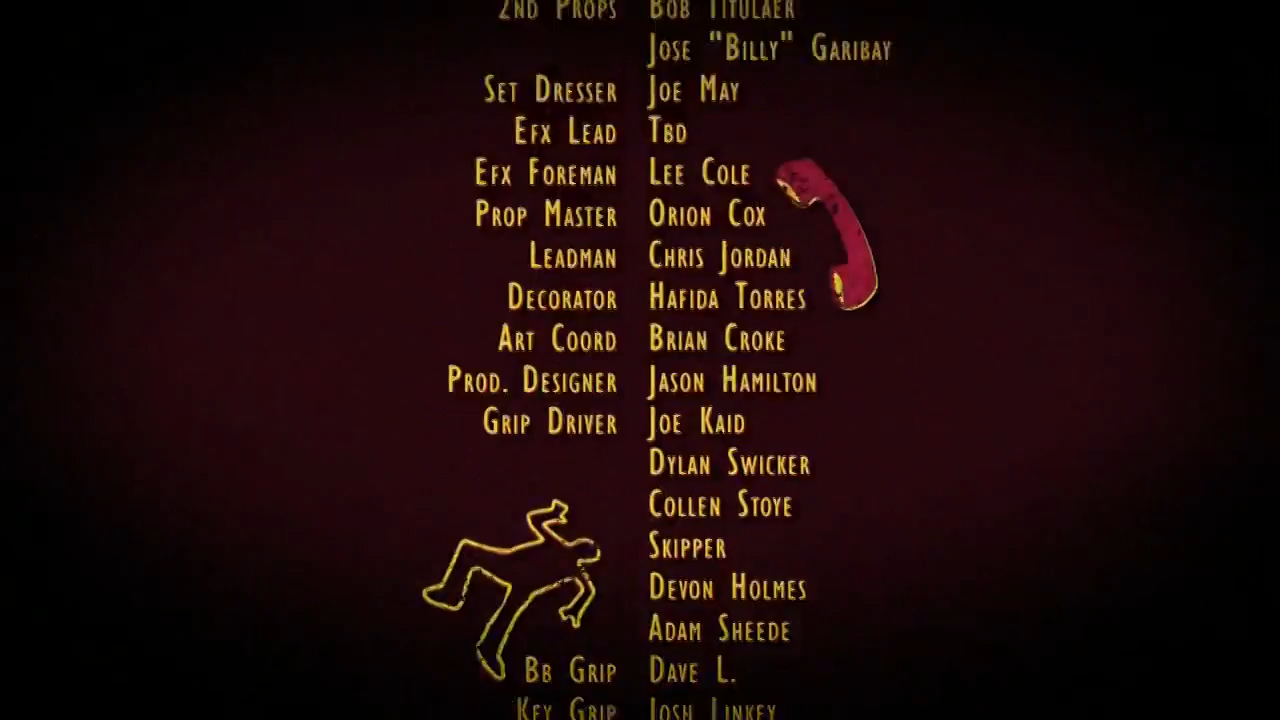 2nd Props Bob Titulaer
Jose "Billy" Garibay
Set Dresser Joe May
Efx Lead Tbd
Efx Foreman Lee Cole
Prop Master Orion Cox
Leadman Chris Jordan
Decorator Hafida Torres
Art Coord Brian Croke
Prod. Designer Jason Hamilton
Grip Driver Joe Kaid
Dylan Swicker
Collen Stoye
Skipper
Devon Holmes
Adam Sheede
Bb Grip Dave L.
Key Grip Josh Linkey